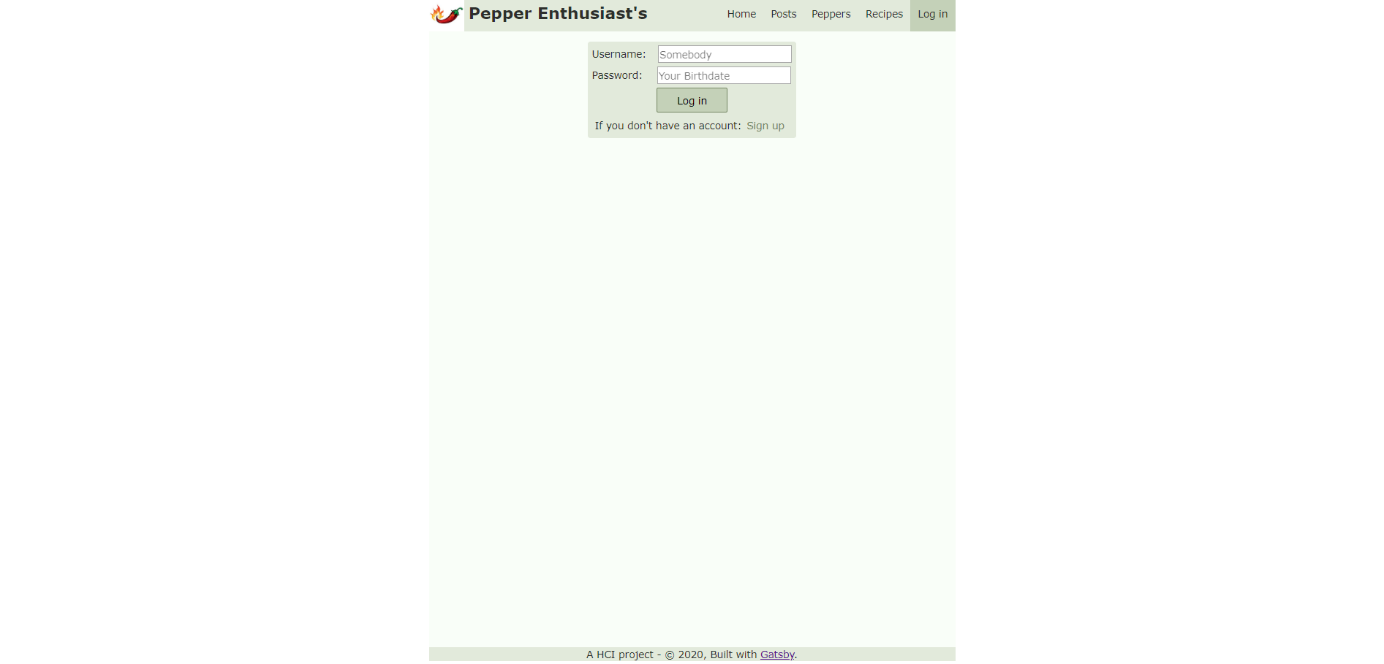 Pepper Enthusiast's Home Posts Peppers Recipes Log in
Username: Somebody
Password: Your Birthdate
Log in
If you don't have an account: Sign up
A HCI project - © 2020, Built with Gatsby.